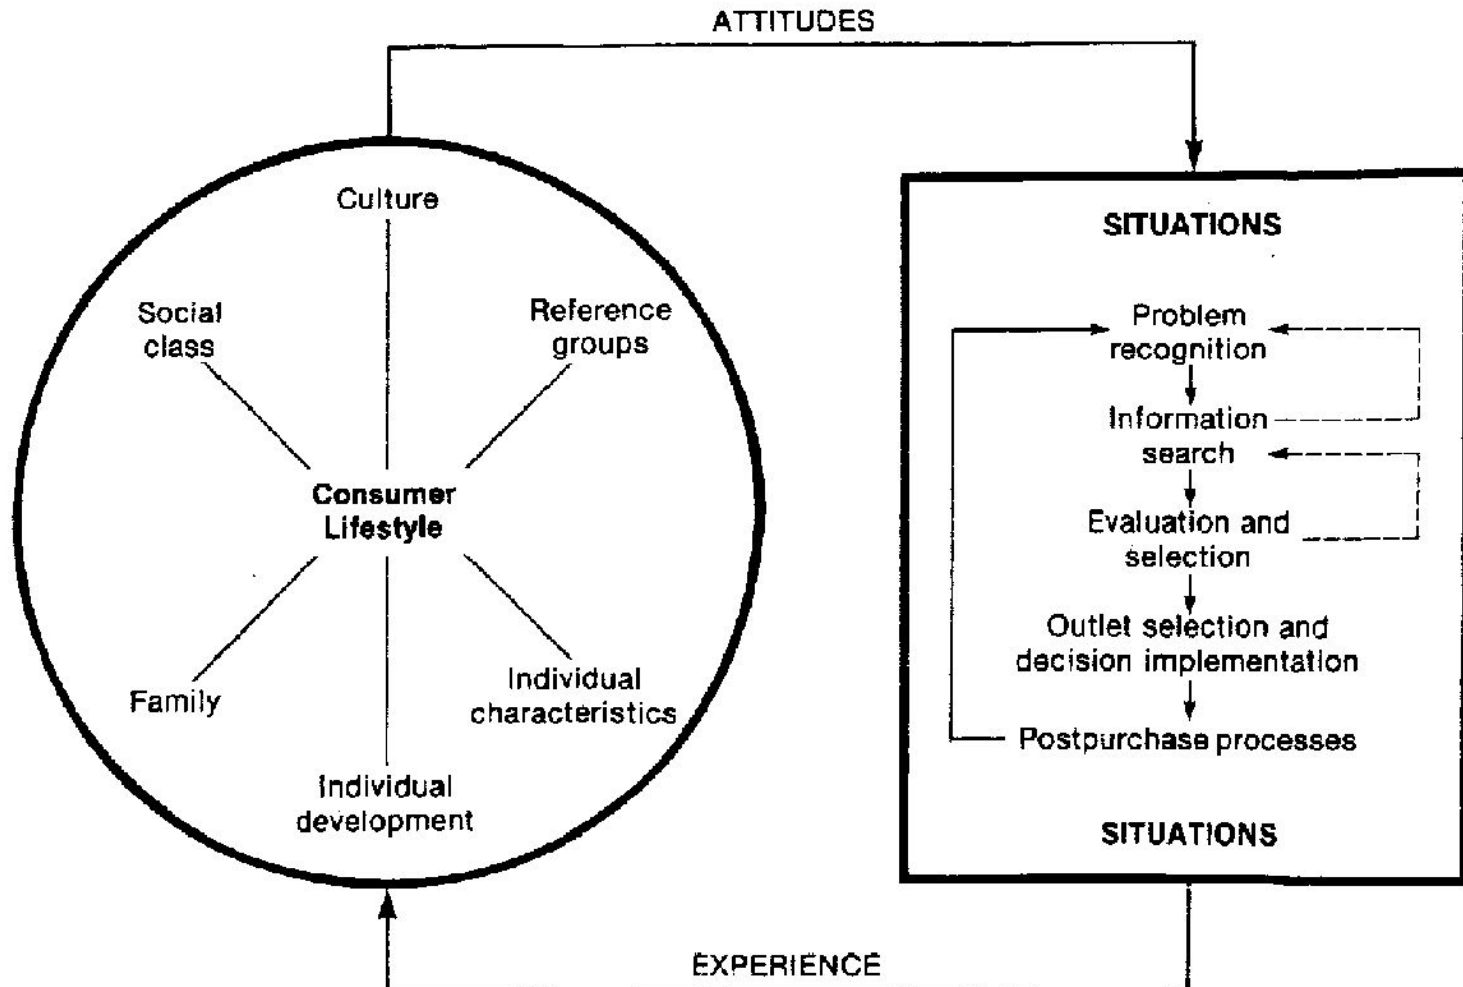 ATTITUDES
Culture
Social
class
Reference
groups
Consumer
Lifestyle
Family
Individual
characteristics
Individual
development
SITUATIONS
Problem
recognition
Information
search
Evaluation and
selection
Outlet selection and
decision implementation
Postpurchase processes
SITUATIONS
EXPERIENCE